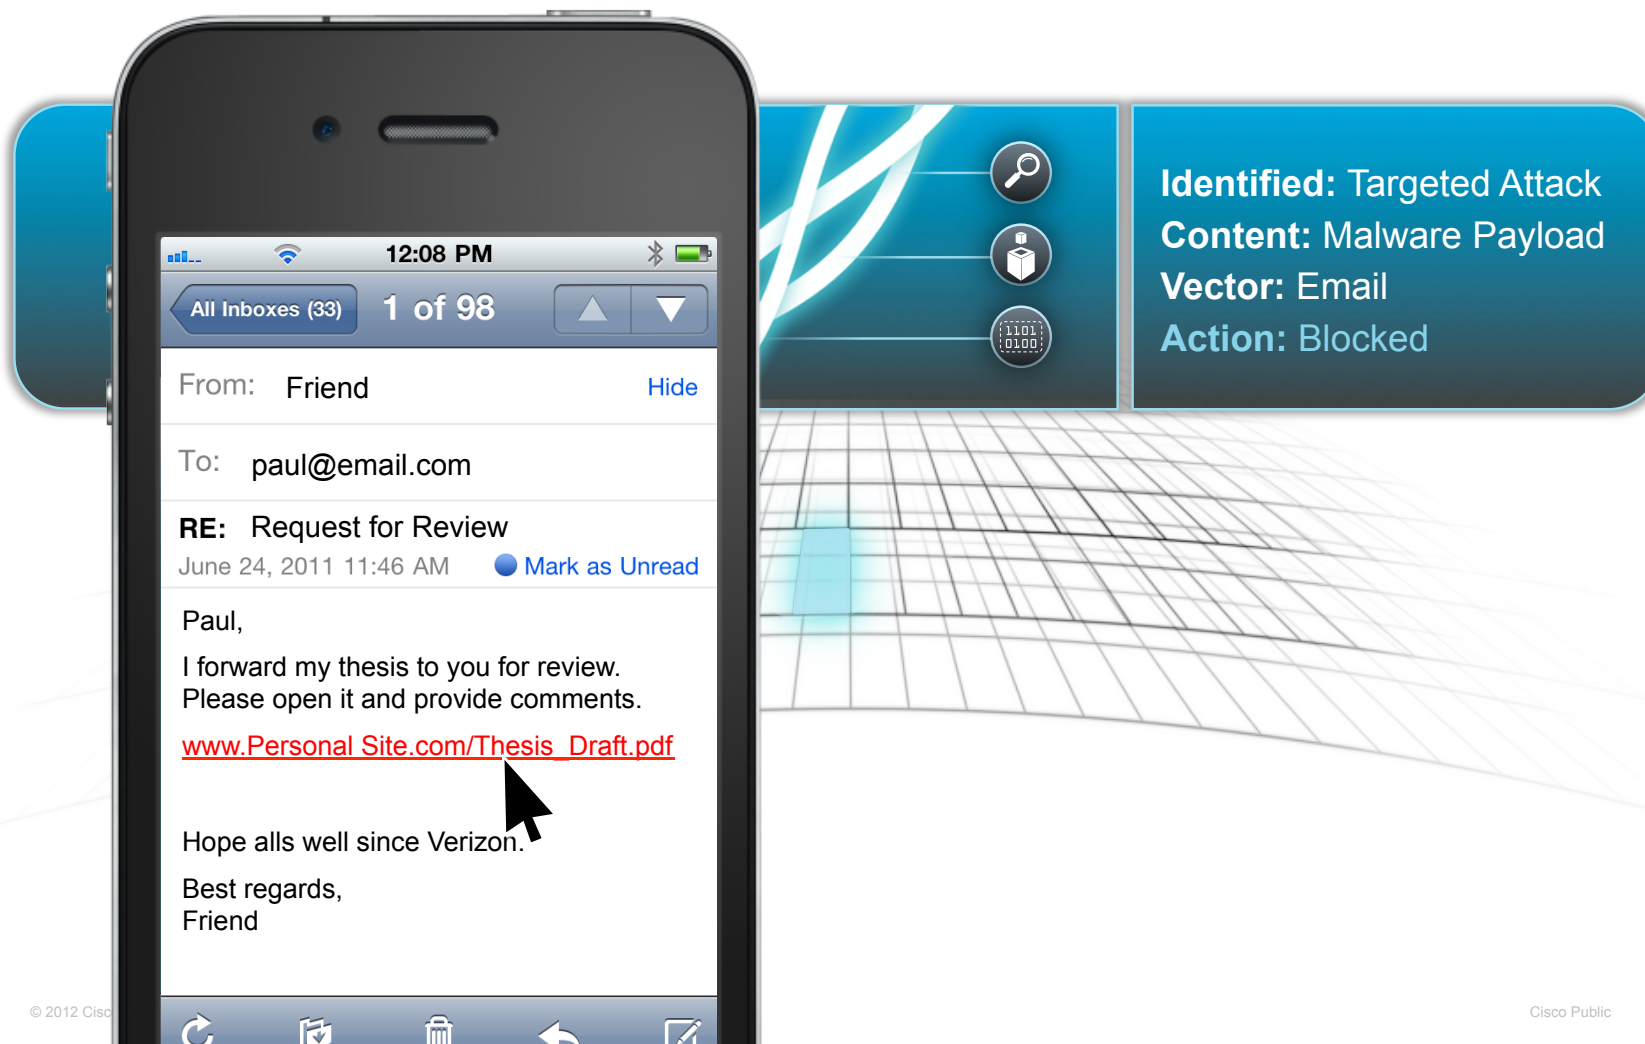 12:08 PM
All Inboxes (33)
1 of 98
From: Friend
Hide
To: paul@email.com
RE: Request for Review
June 24, 2011 11:46 AM
Mark as Unread
Paul,
I forward my thesis to you for review.
Please open it and provide comments.
www.Personal Site.com/Thesis_Draft.pdf
Hope alls well since Verizon.
Best regards,
Friend
1101
0100
Identified: Targeted Attack
Content: Malware Payload
Vector: Email
Action: Blocked
© 2012
Cisco Public